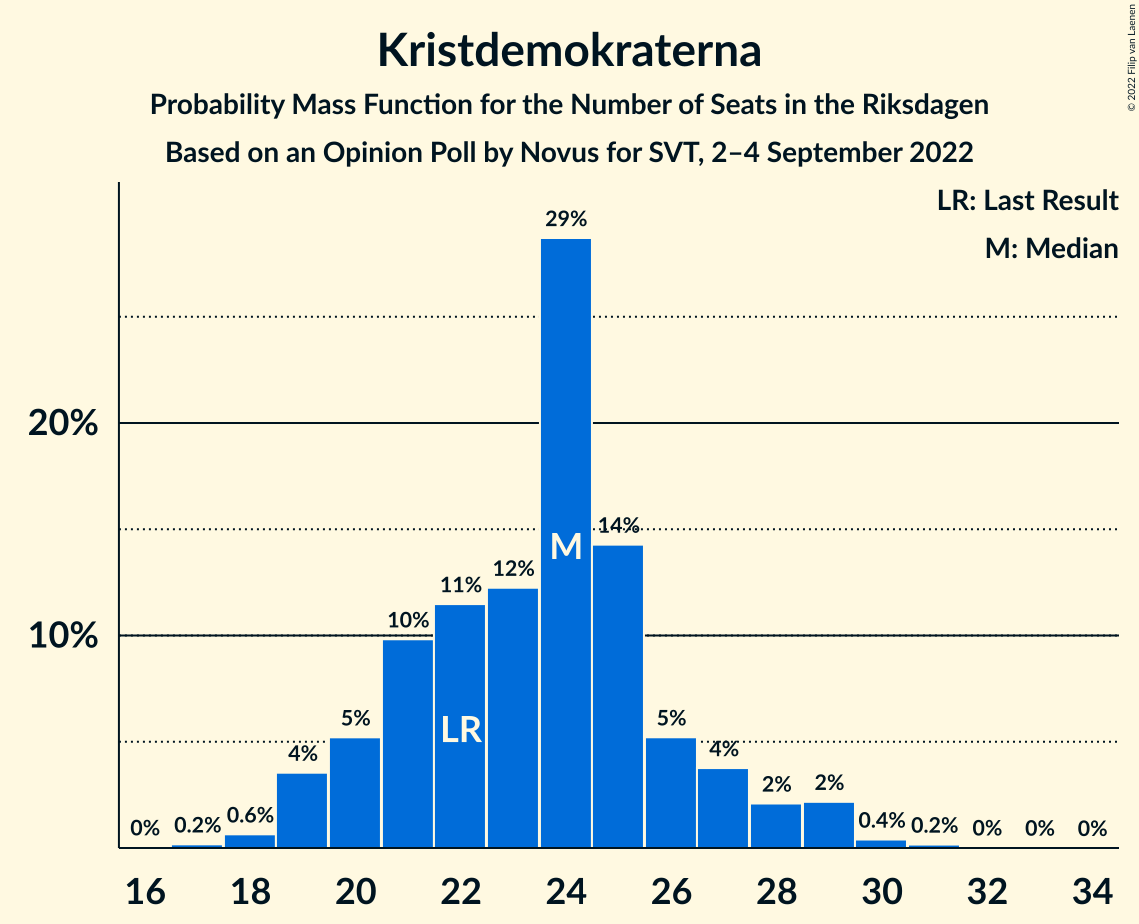 Kristdemokraterna
Probability Mass Function for the Number of Seats in the Riksdagen
Based on an Opinion Poll by Novus for SVT, 2–4 September 2022
© 2022 Filip van Laenen
LR: Last Result
M: Median
20%
10%
0%
0.2%
0.6%
4%
5%
10%
11%
12%
29%
14%
5%
4%
2%
2%
0.4%
0.2%
0%
0%
0%
LR
M
16 18 20 22 24 26 28 30 32 34